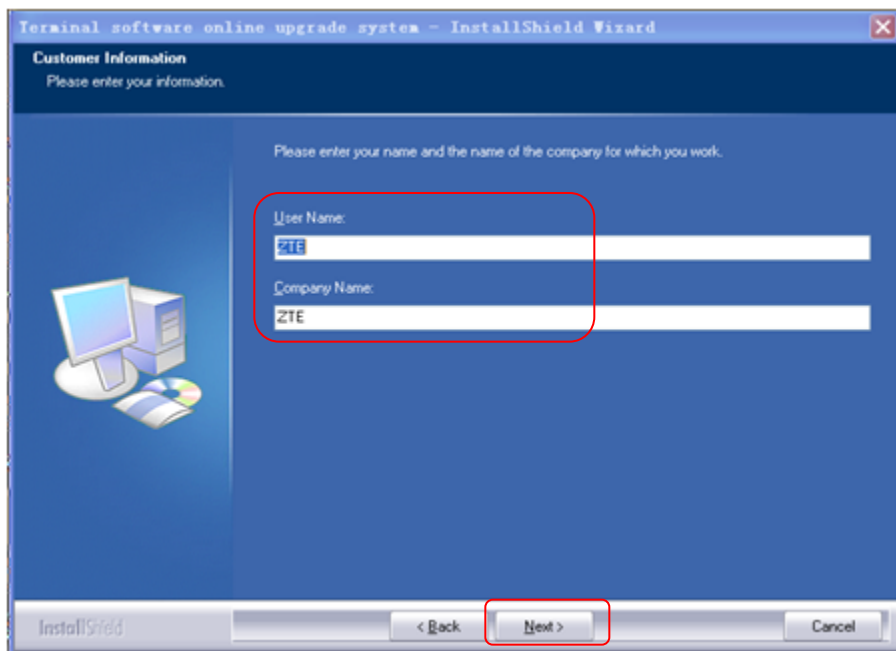 Terminal software online upgrade system - InstallShield Wizard
Customer Information
Please enter your information.
Please enter your name and the name of the company for which you work.
User Name:
ZTE
Company Name:
ZTE
InstallShield
< Back
Next >
Cancel